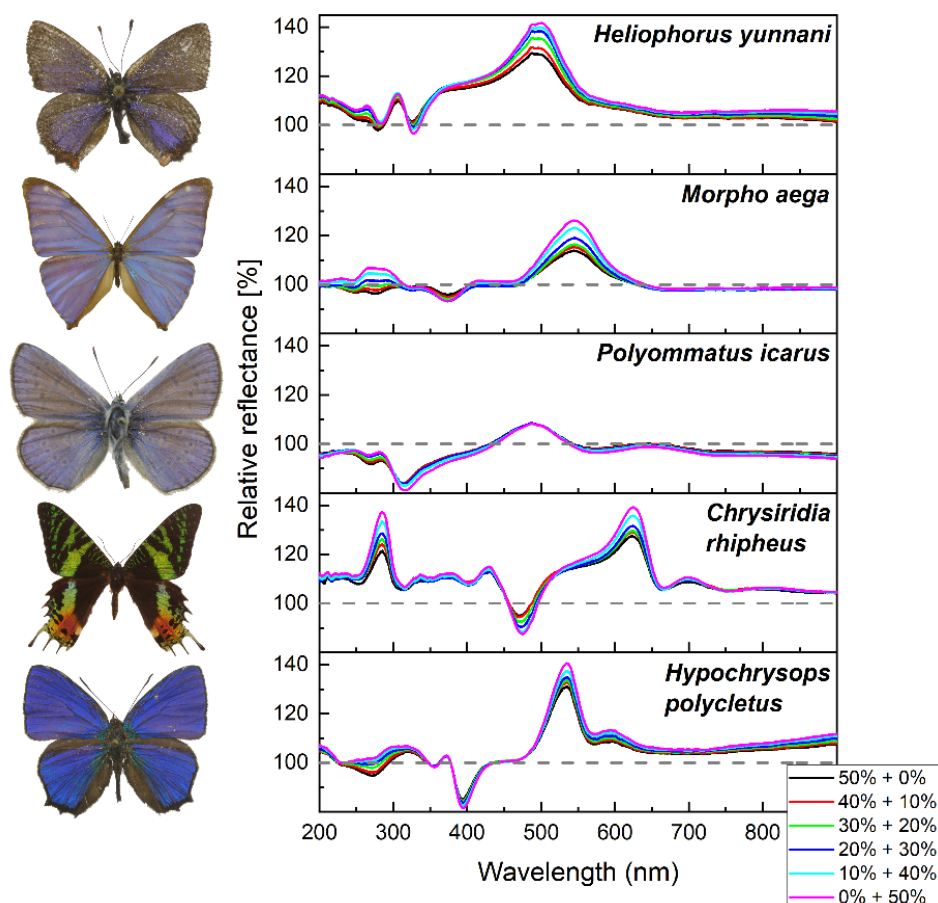 Relative reflectance [%]
140
120
100
Heliophorus yunnani
140
120
100
Morpho aega
140
120
100
Polyommatus icarus
140
120
100
Chrysiridia
rhipheus
140
120
100
Hypochrysops
polycletus
200 300 400 500 600 700 800
Wavelength (nm)
50% + 0%
40% + 10%
30% + 20%
20% + 30%
10% + 40%
0% + 50%